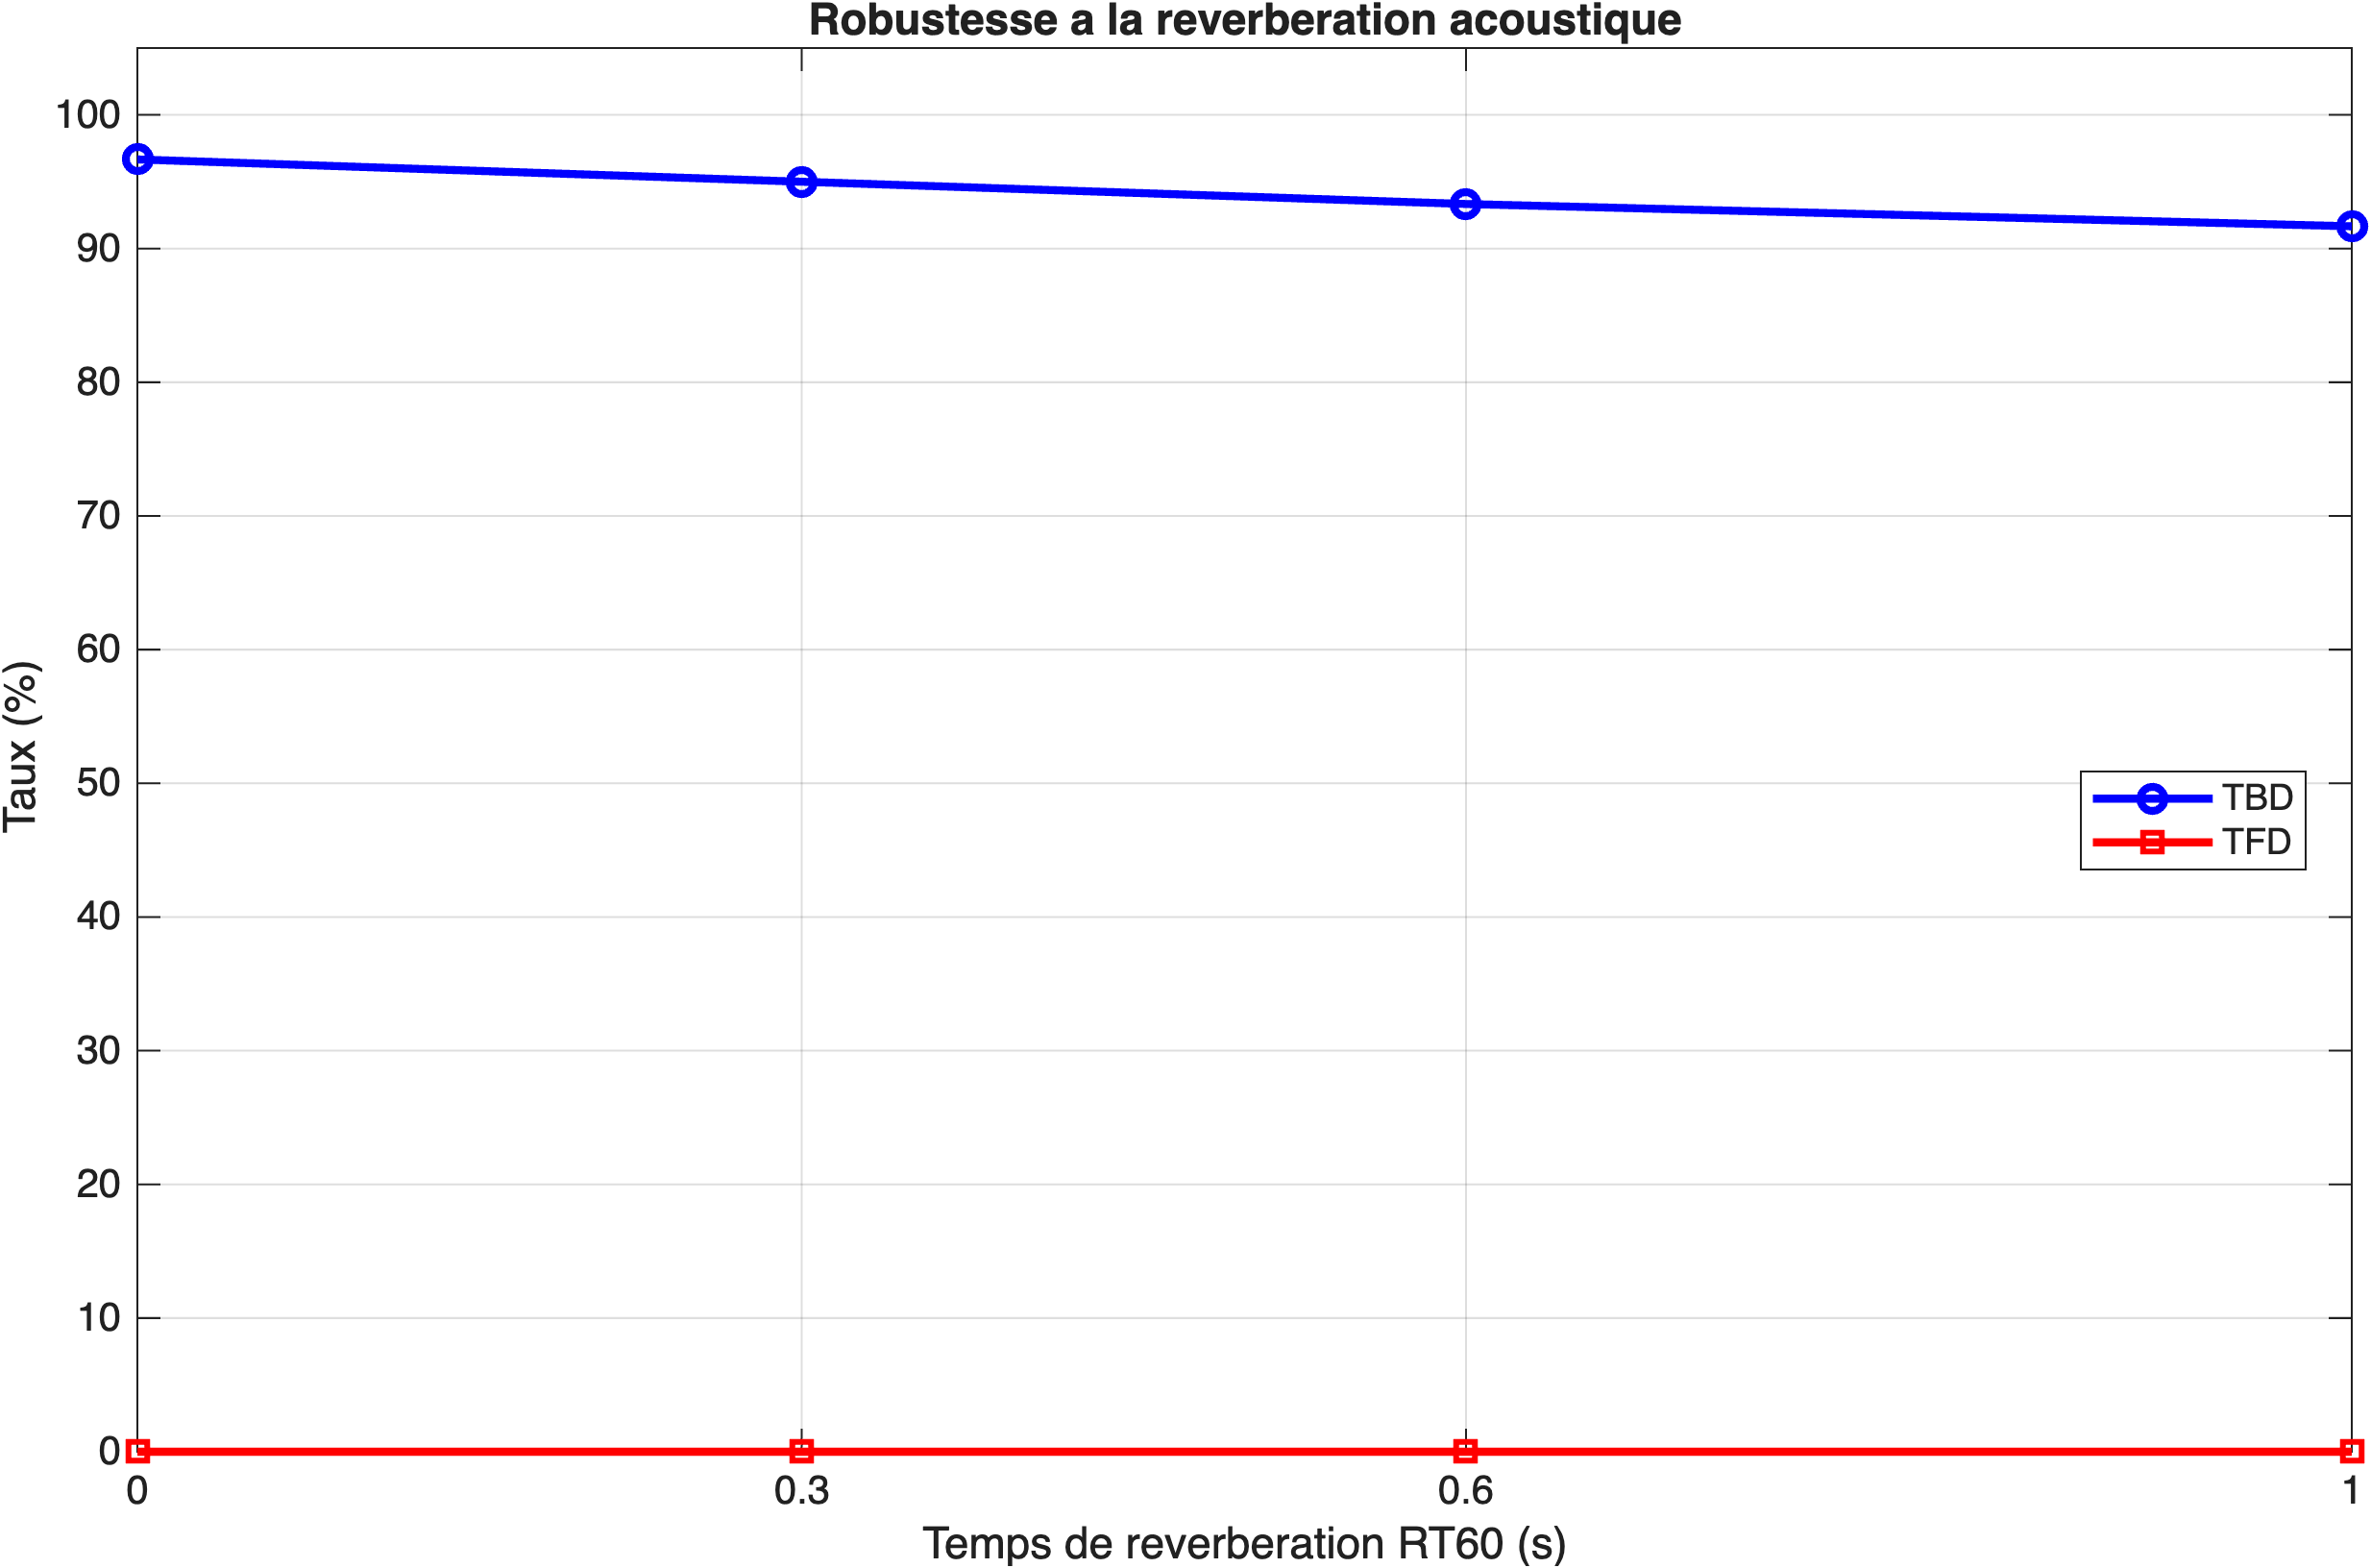 Robustesse a la reverberation acoustique
100
90
80
70
60
50
40
30
20
10
0
Taux (%)
TBD
TFD
0 0.3 0.6 1
Temps de reverberation RT60 (s)